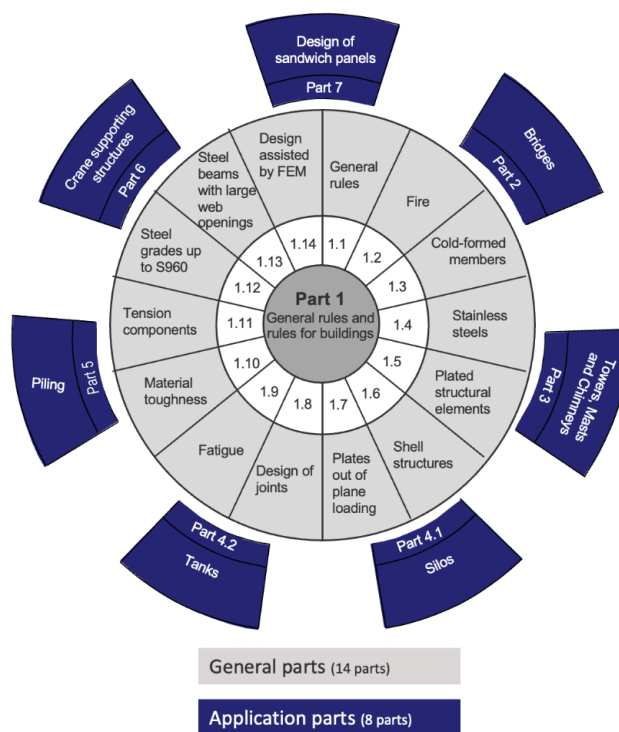 Design of
sandwich panels
Part 7
Bridges
Part 2
Towers, Masts
and Chimneys
Part 3
Silos
Part 4.1
Tanks
Part 4.2
Piling
Part 5
Crane supporting
structures
Part 6
General
rules
Fire
Cold-formed
members
Stainless
steels
Plated
structural
elements
Shell
structures
Plates
out of
plane
loading
Design of
joints
Fatigue
Material
toughness
Tension
components
Steel
grades up
to S960
Steel
beams
with large
web
openings
Design
assisted
by FEM
1.1
1.2
1.3
1.4
1.5
1.6
1.7
1.8
1.9
1.10
1.11
1.12
1.13
1.14
Part 1
General rules and
rules for buildings
General parts (14 parts)
Application parts (8 parts)